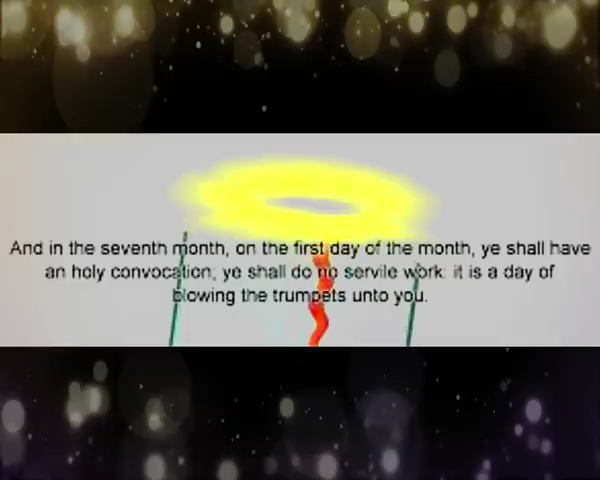 And in the seventh month, on the first day of the month, ye shall have
an holy convocation; ye shall do no servile work: it is a day of
blowing the trumpets unto you.